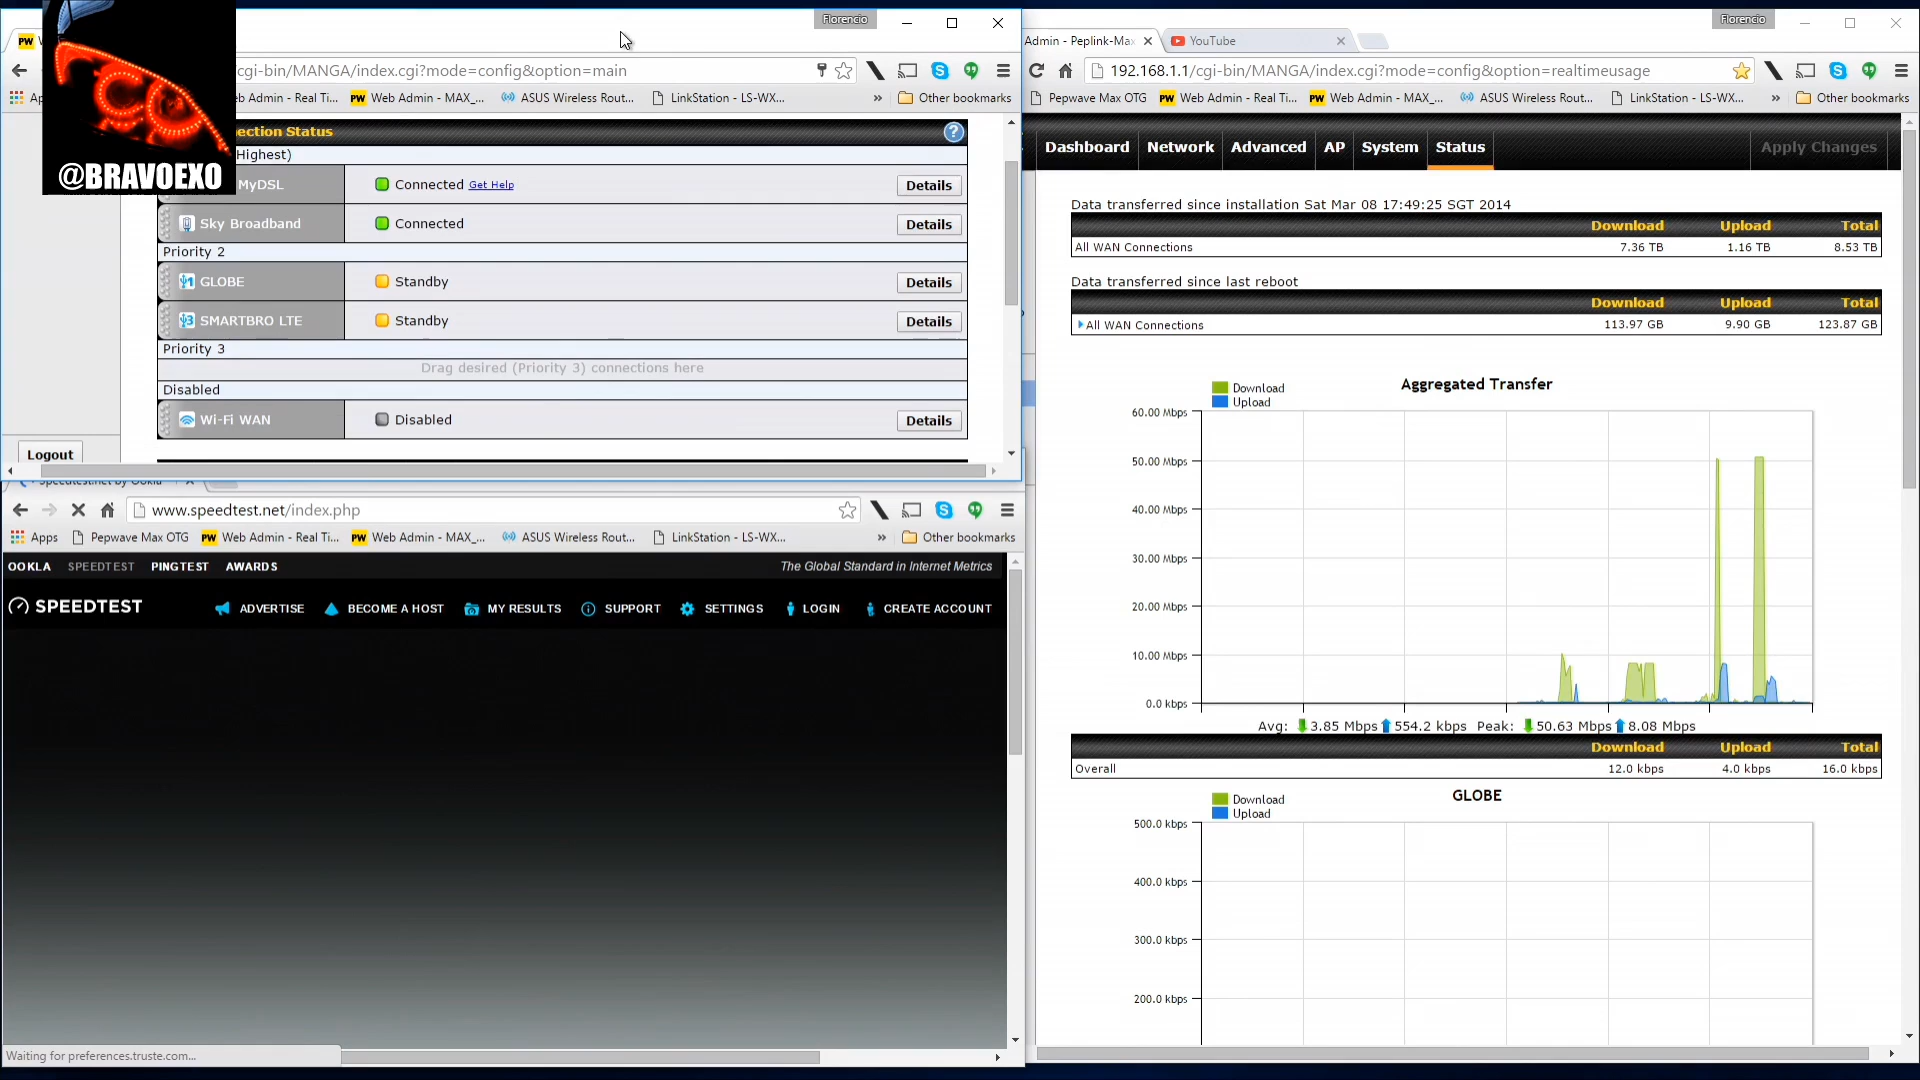 Florencio
PW
cgi-bin/MANGA/index.cgi?mode=config&option=main
eb Admin - Real Ti...
PW Web Admin - MAX_...
ASUS Wireless Rout...
LinkStation - LS-WX...
» Other bookmarks
@BRAVOEXO
ection Status
?
Highest)
MyDSL
Connected Get Help
Details
Sky Broadband
Connected
Details
Priority 2
1 GLOBE
Standby
Details
3 SMARTBRO LTE
Standby
Details
Priority 3
Drag desired (Priority 3) connections here
Disabled
Wi-Fi WAN
Disabled
Details
Logout
Speedtest.net by Ookla
www.speedtest.net/index.php
Apps
Pepwave Max OTG
PW Web Admin - Real Ti...
PW Web Admin - MAX_...
ASUS Wireless Rout...
LinkStation - LS-WX...
» Other bookmarks
OOKLA SPEEDTEST PINGTEST AWARDS
The Global Standard in Internet Metrics
SPEEDTEST
ADVERTISE BECOME A HOST MY RESULTS SUPPORT SETTINGS LOGIN CREATE ACCOUNT
Waiting for preferences.truste.com...
Florencio
Admin - Peplink-Max
YouTube
192.168.1.1/cgi-bin/MANGA/index.cgi?mode=config&option=realtimeusage
Pepwave Max OTG
PW Web Admin - Real Ti...
PW Web Admin - MAX_...
ASUS Wireless Rout...
LinkStation - LS-WX...
» Other bookmarks
Dashboard Network Advanced AP System Status
Apply Changes
Data transferred since installation Sat Mar 08 17:49:25 SGT 2014
Download Upload Total
All WAN Connections 7.36 TB 1.16 TB 8.53 TB
Data transferred since last reboot
Download Upload Total
All WAN Connections 113.97 GB 9.90 GB 123.87 GB
Aggregated Transfer
Download
Upload
60.00 Mbps
50.00 Mbps
40.00 Mbps
30.00 Mbps
20.00 Mbps
10.00 Mbps
0.0 kbps
Avg: 3.85 Mbps 554.2 kbps Peak: 50.63 Mbps 8.08 Mbps
Download Upload Total
Overall 12.0 kbps 4.0 kbps 16.0 kbps
GLOBE
Download
Upload
500.0 kbps
400.0 kbps
300.0 kbps
200.0 kbps